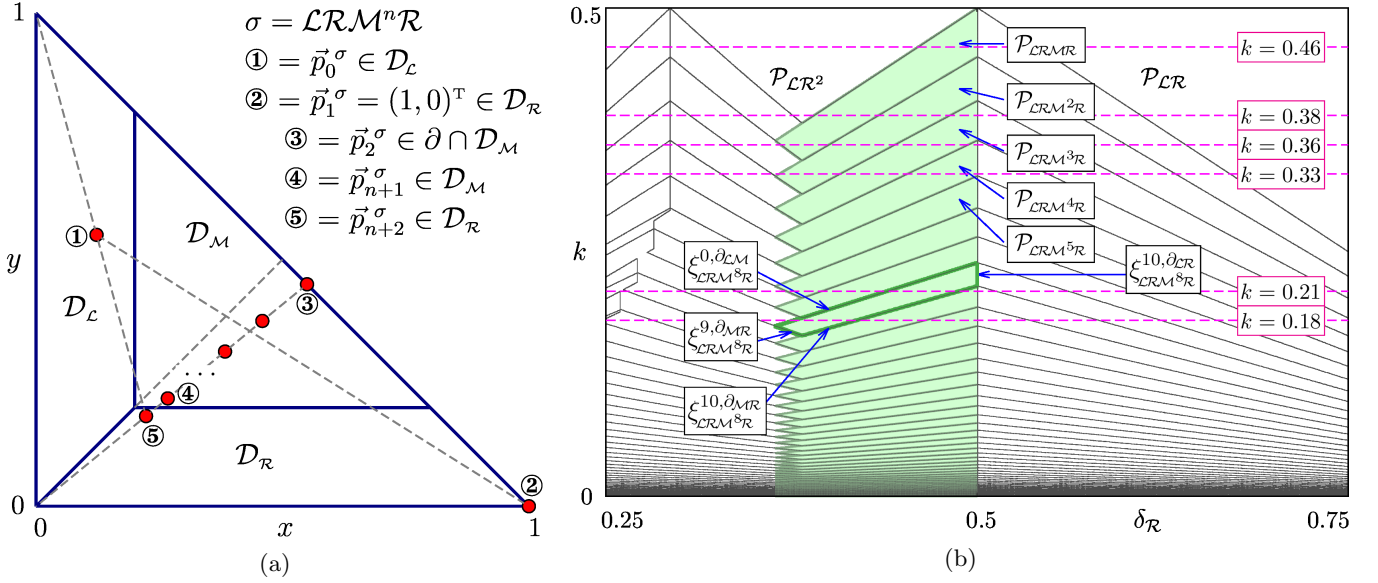 1
σ = ℒℛℳⁿℛ
① = p⃗₀^σ ∈ 𝒟_ℒ
② = p⃗₁^σ = (1, 0)^T ∈ 𝒟_ℛ
③ = p⃗₂^σ ∈ ∂ ∩ 𝒟_ℳ
④ = p⃗_{n+1}^σ ∈ 𝒟_ℳ
⑤ = p⃗_{n+2}^σ ∈ 𝒟_ℛ
①
𝒟_ℳ
y
③
𝒟_ℒ
· · ·
④
⑤
𝒟_ℛ
②
0
0
x
1
(a)
0.5
𝒫_{ℒℛℳℛ}
k = 0.46
𝒫_{ℒℛ²}
𝒫_{ℒℛ}
𝒫_{ℒℛℳ²ℛ}
k = 0.38
𝒫_{ℒℛℳ³ℛ}
k = 0.36
k = 0.33
𝒫_{ℒℛℳ⁴ℛ}
𝒫_{ℒℛℳ⁵ℛ}
k
ξ_{ℒℛℳ⁸ℛ}^{0,∂_{ℒℳ}}
ξ_{ℒℛℳ⁸ℛ}^{10,∂_{ℒℛ}}
k = 0.21
k = 0.18
ξ_{ℒℛℳ⁸ℛ}^{9,∂_{ℳℛ}}
ξ_{ℒℛℳ⁸ℛ}^{10,∂_{ℳℛ}}
0
0.25
0.5
δ_ℛ
0.75
(b)